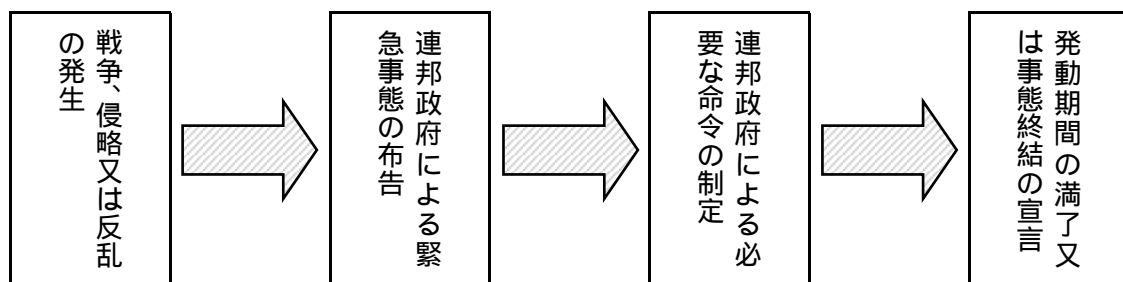 戦争、侵略又は反乱
の発生
連邦政府による緊
急事態の布告
連邦政府による必
要な命令の制定
発動期間の満了又
は事態終結の宣言